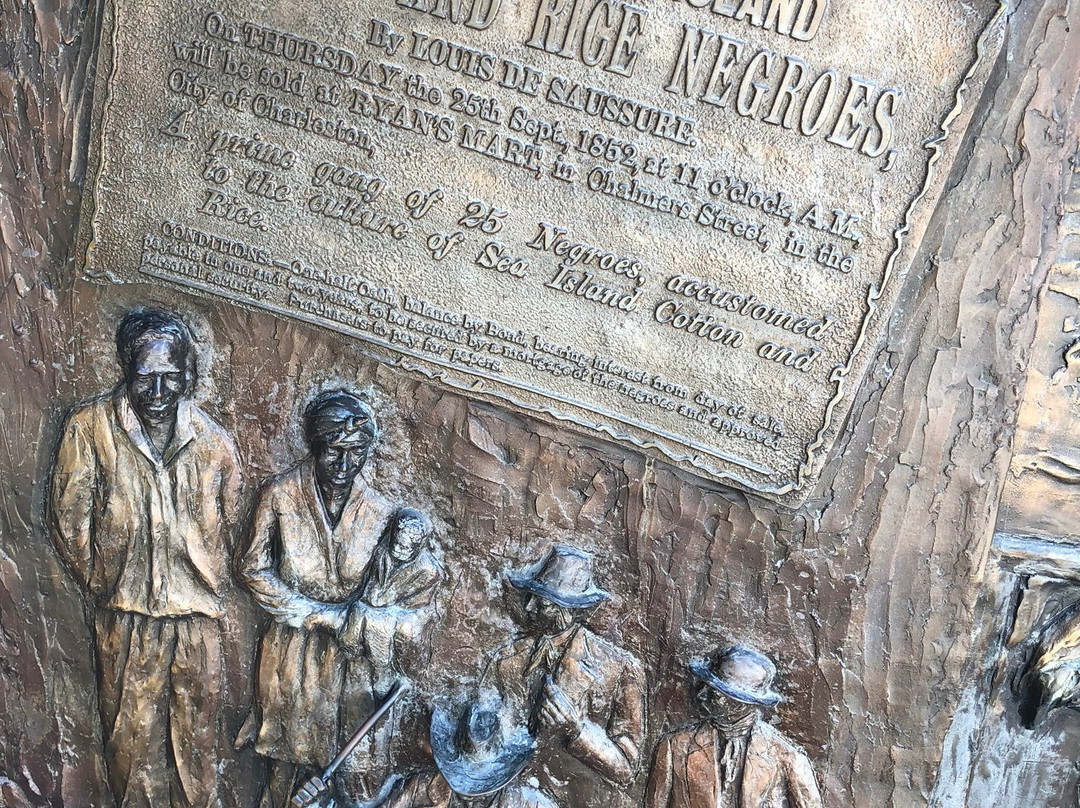 AND RICE NEGROES,
By LOUIS DE SAUSSURE.
On THURSDAY the 25th Sept, 1852, at 11 o'clock, A.M.,
will be sold at RYAN'S MART, in Chalmers Street, in the
City of Charleston,
A prime gang of 25 Negroes, accustomed
to the culture of Sea Island Cotton and
Rice.
CONDITIONS.—One-half Cash, balance by Bond, bearing interest from day of sale,
payable in one and two years, to be secured by a mortgage of the negroes and approved
personal security. Purchasers to pay for papers.